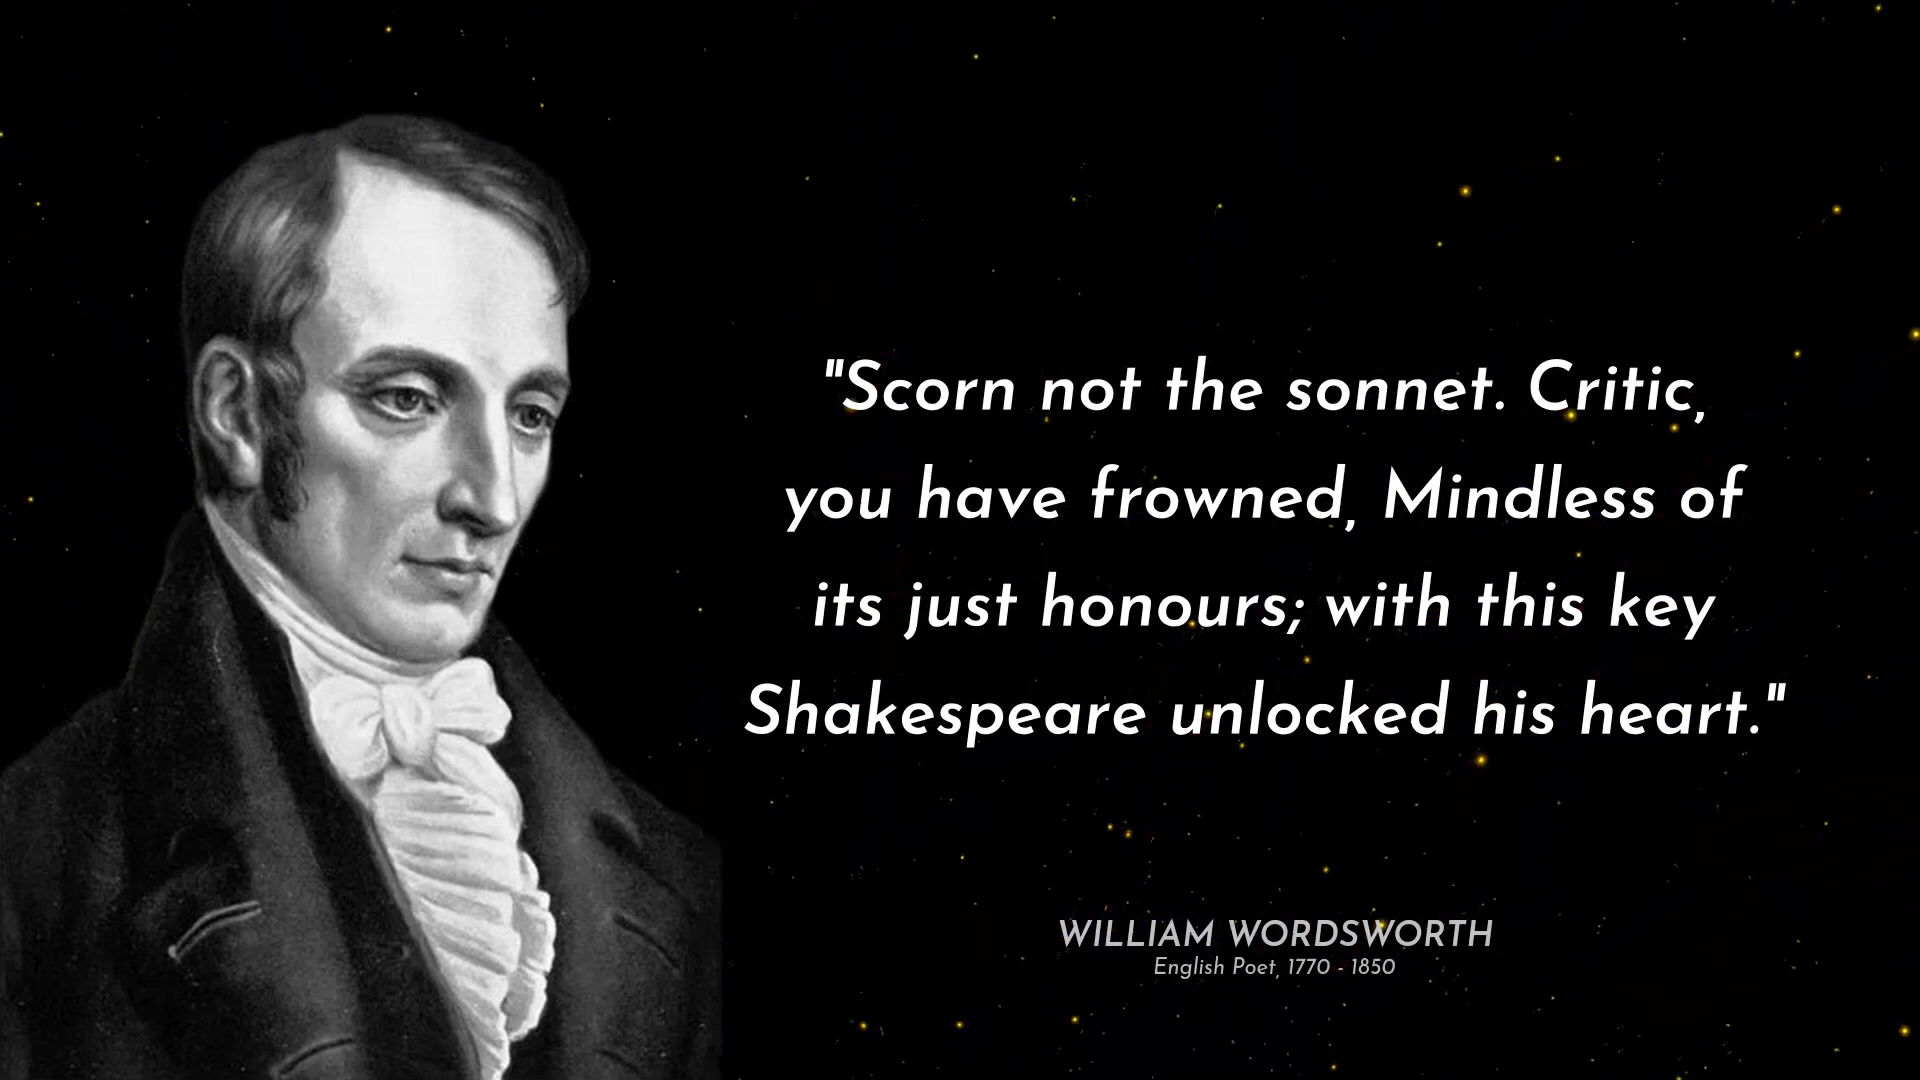 "Scorn not the sonnet. Critic,
you have frowned, Mindless of
its just honours; with this key
Shakespeare unlocked his heart."
WILLIAM WORDSWORTH
English Poet, 1770 - 1850